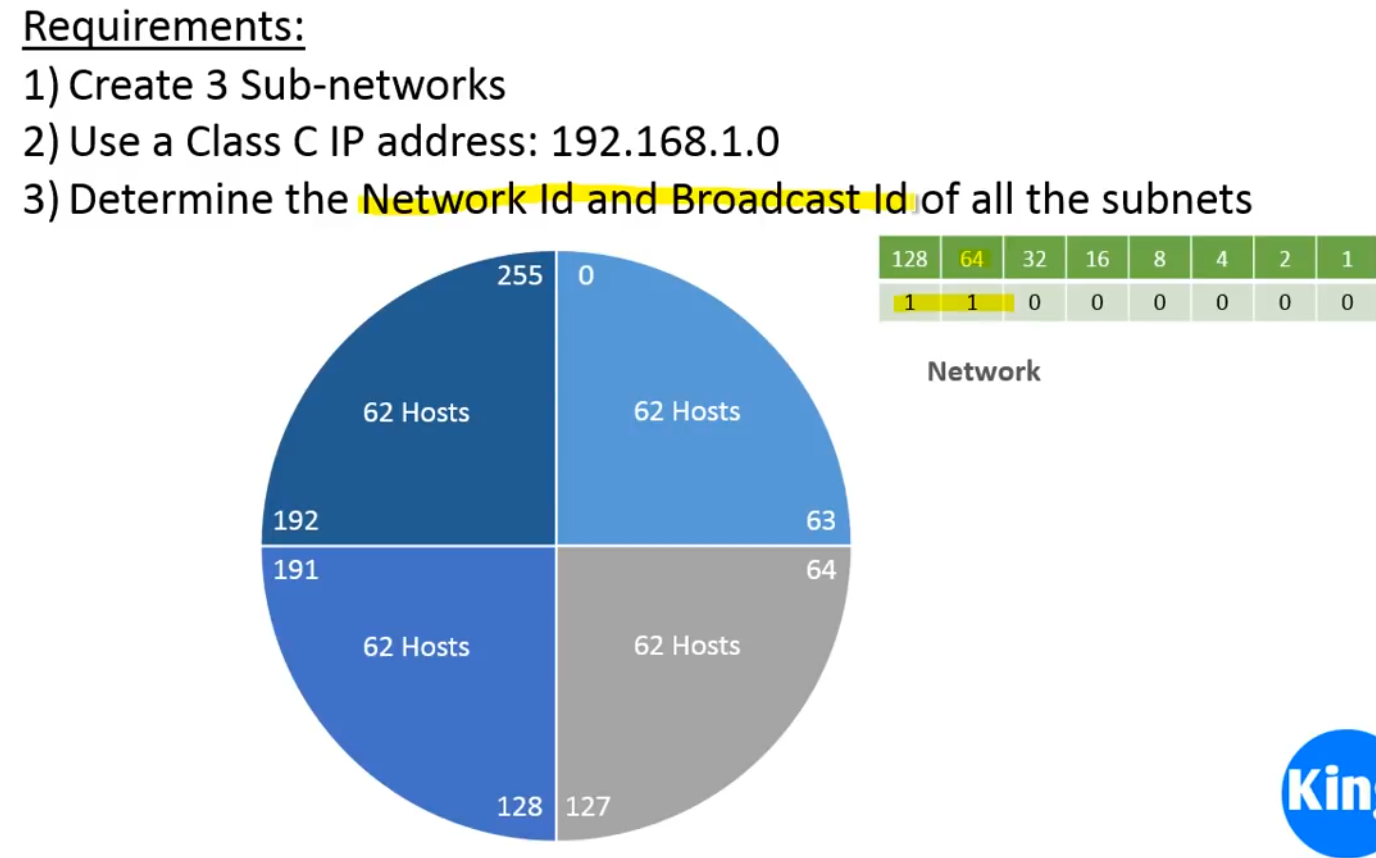 Requirements:
1) Create 3 Sub-networks
2) Use a Class C IP address: 192.168.1.0
3) Determine the Network Id and Broadcast Id of all the subnets
128 64 32 16 8 4 2 1
1 1 0 0 0 0 0 0
Network
255 0
62 Hosts 62 Hosts
192 63
191 64
62 Hosts 62 Hosts
128 127